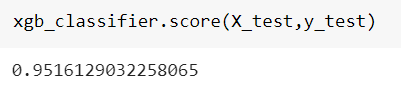 xgb_classifier.score(X_test,y_test)
0.9516129032258065